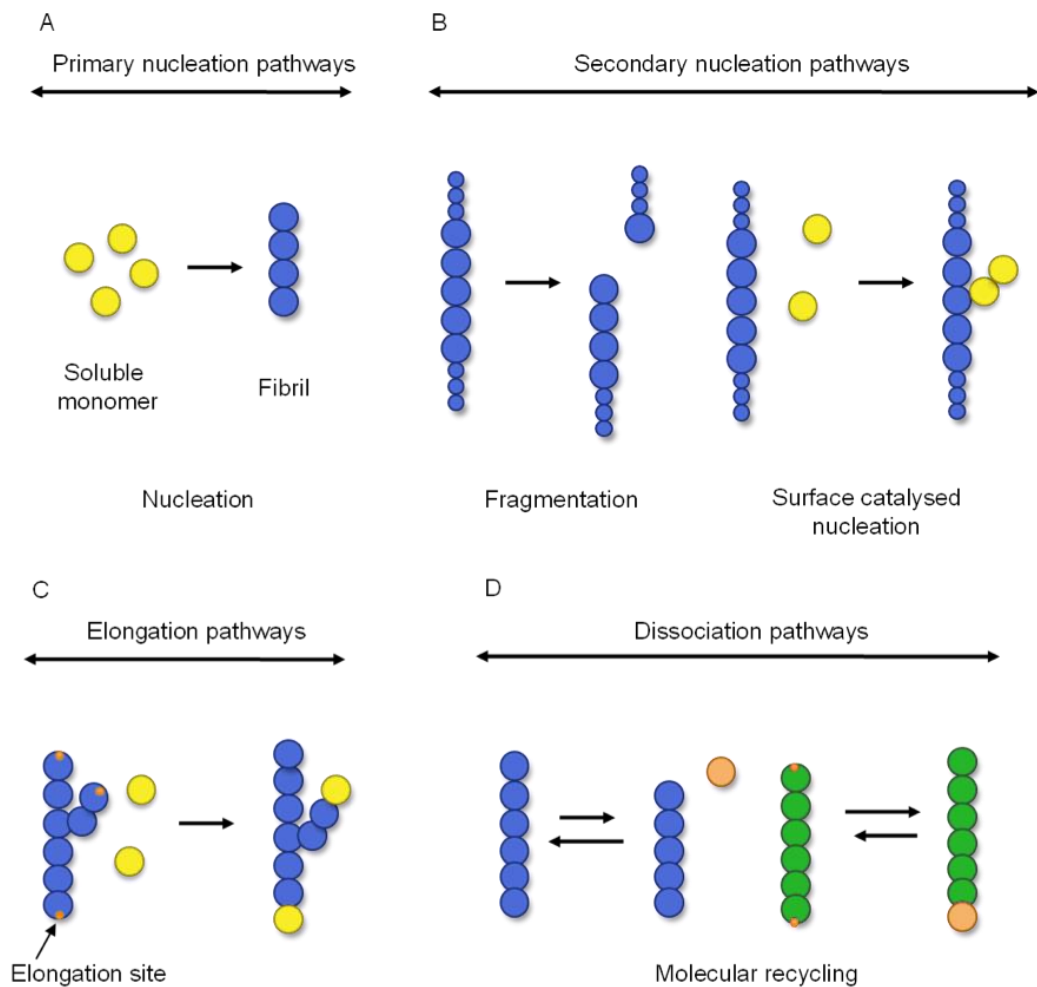 A
Primary nucleation pathways
Soluble
monomer
Fibril
Nucleation
B
Secondary nucleation pathways
Fragmentation
Surface catalysed
nucleation
C
Elongation pathways
Elongation site
D
Dissociation pathways
Molecular recycling